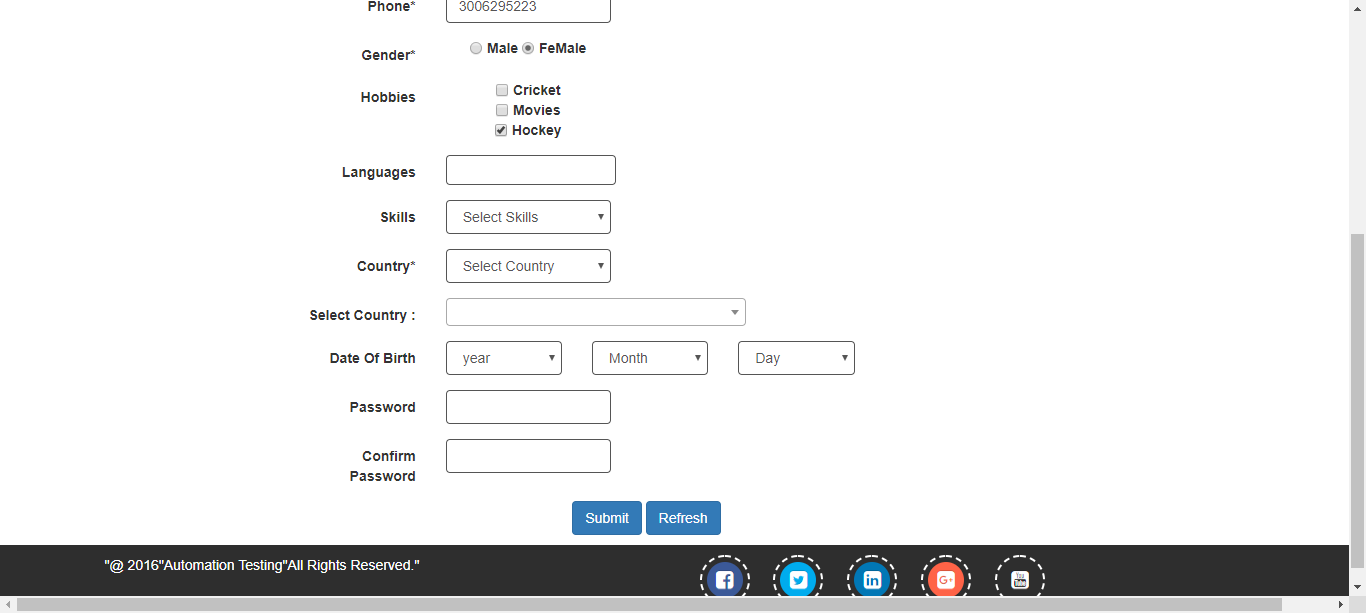 Phone* 3006295223
Gender* Male FeMale
Hobbies Cricket
Movies
Hockey
Languages
Skills Select Skills
Country* Select Country
Select Country :
Date Of Birth year Month Day
Password
Confirm
Password
Submit Refresh
"@ 2016"Automation Testing"All Rights Reserved."
f in G+ You Tube